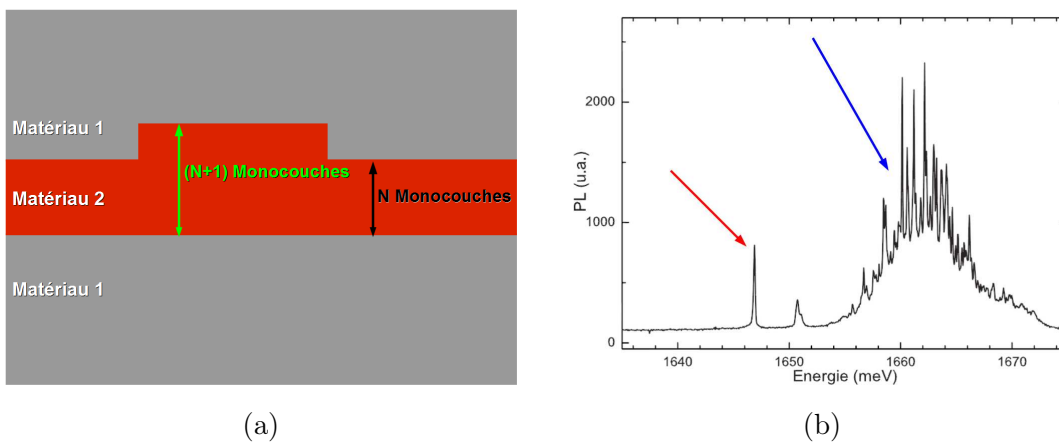 Matériau 1
(N+1) Monocouches
Matériau 2
N Monocouches
Matériau 1
(a)
PL (u.a.)
2000
1000
0
1640 1650 1660 1670
Energie (meV)
(b)